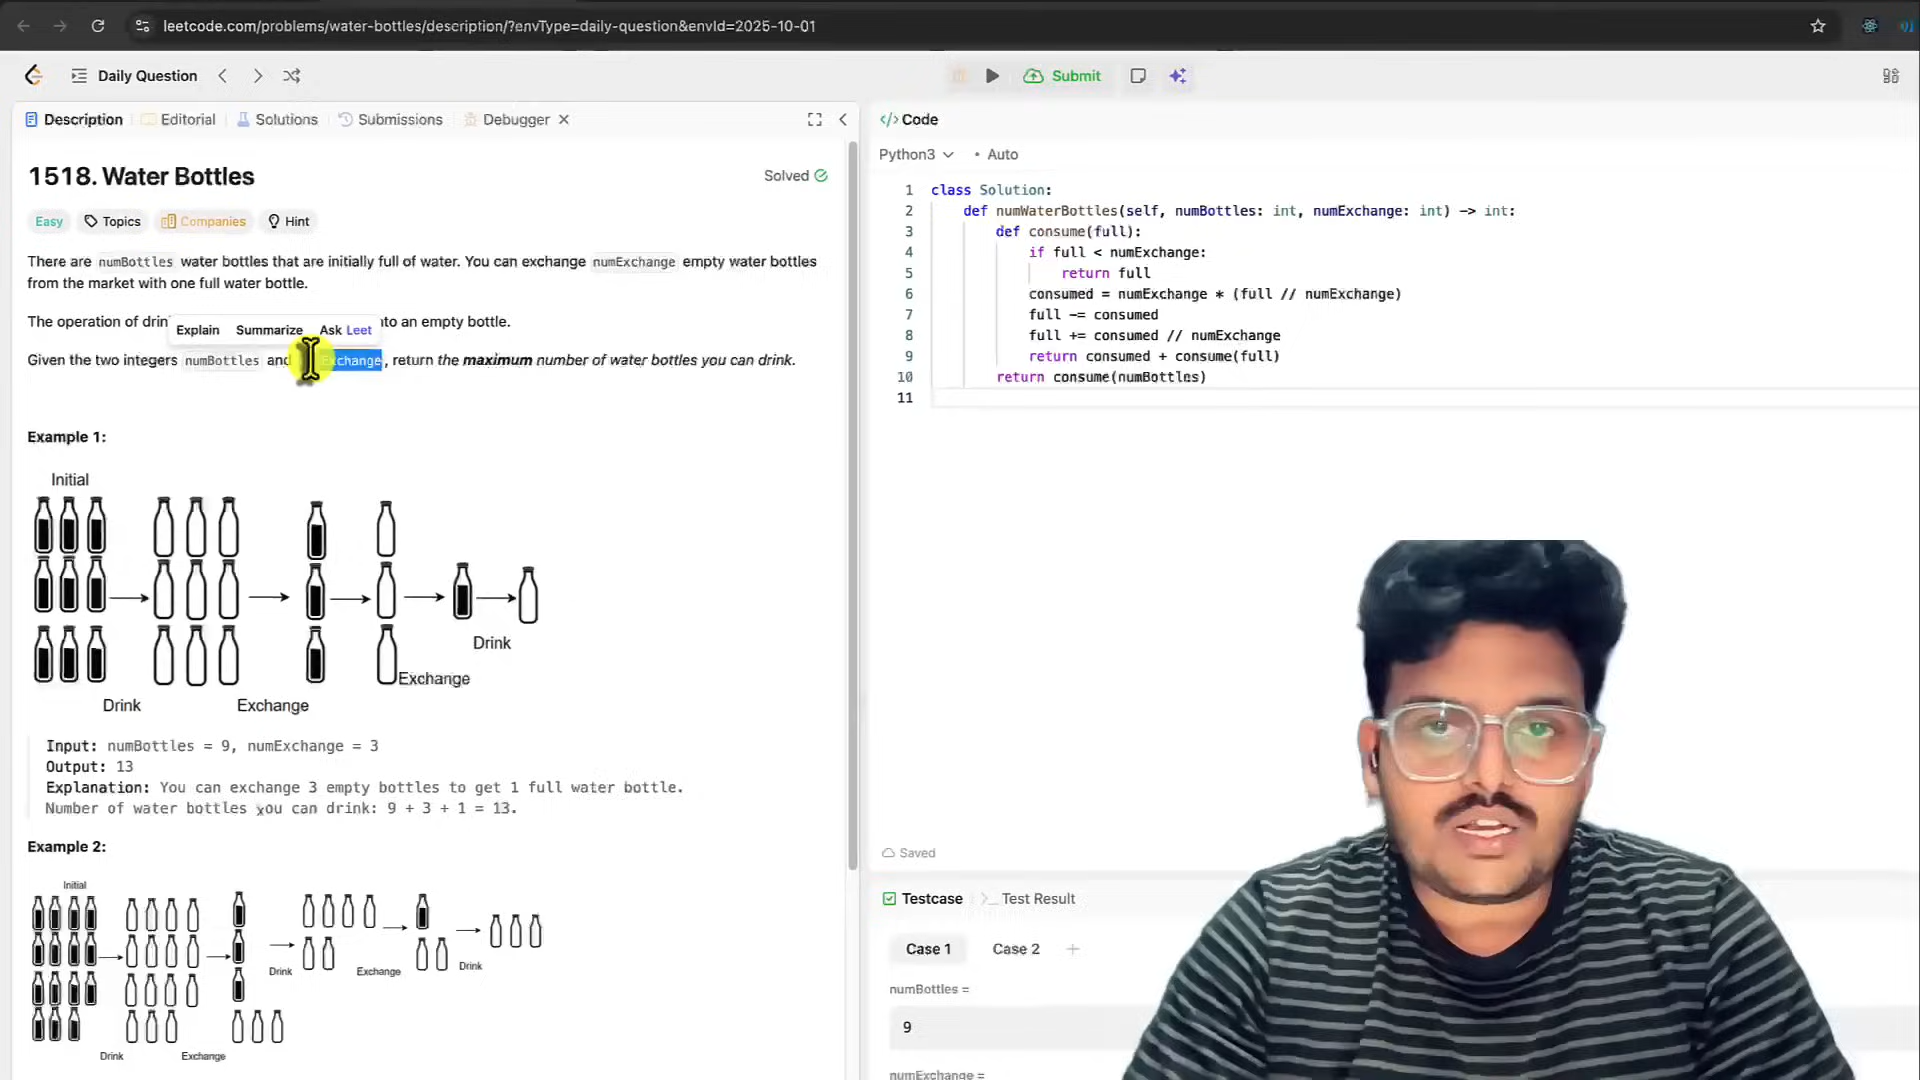 leetcode.com/problems/water-bottles/description/?envType=daily-question&envId=2025-10-01
Daily Question
Submit
Description
Editorial
Solutions
Submissions
Debugger
1518. Water Bottles
Solved
Easy
Topics
Companies
Hint
There are numBottles water bottles that are initially full of water. You can exchange numExchange empty water bottles
from the market with one full water bottle.
The operation of drin
Explain Summarize Ask Leet
nto an empty bottle.
Given the two integers numBottles and Exchange, return the maximum number of water bottles you can drink.
Example 1:
Initial
Drink
Exchange
Drink
Exchange
Input: numBottles = 9, numExchange = 3
Output: 13
Explanation: You can exchange 3 empty bottles to get 1 full water bottle.
Number of water bottles you can drink: 9 + 3 + 1 = 13.
Example 2:
Initial
Drink
Exchange
Drink
Drink
Exchange
Code
Python3
Auto
1 class Solution:
2 def numWaterBottles(self, numBottles: int, numExchange: int) -> int:
3 def consume(full):
4 if full < numExchange:
5 return full
6 consumed = numExchange * (full // numExchange)
7 full -= consumed
8 full += consumed // numExchange
9 return consumed + consume(full)
10 return consume(numBottles)
11
Saved
Testcase
Test Result
Case 1
Case 2
numBottles =
9
numExchange =